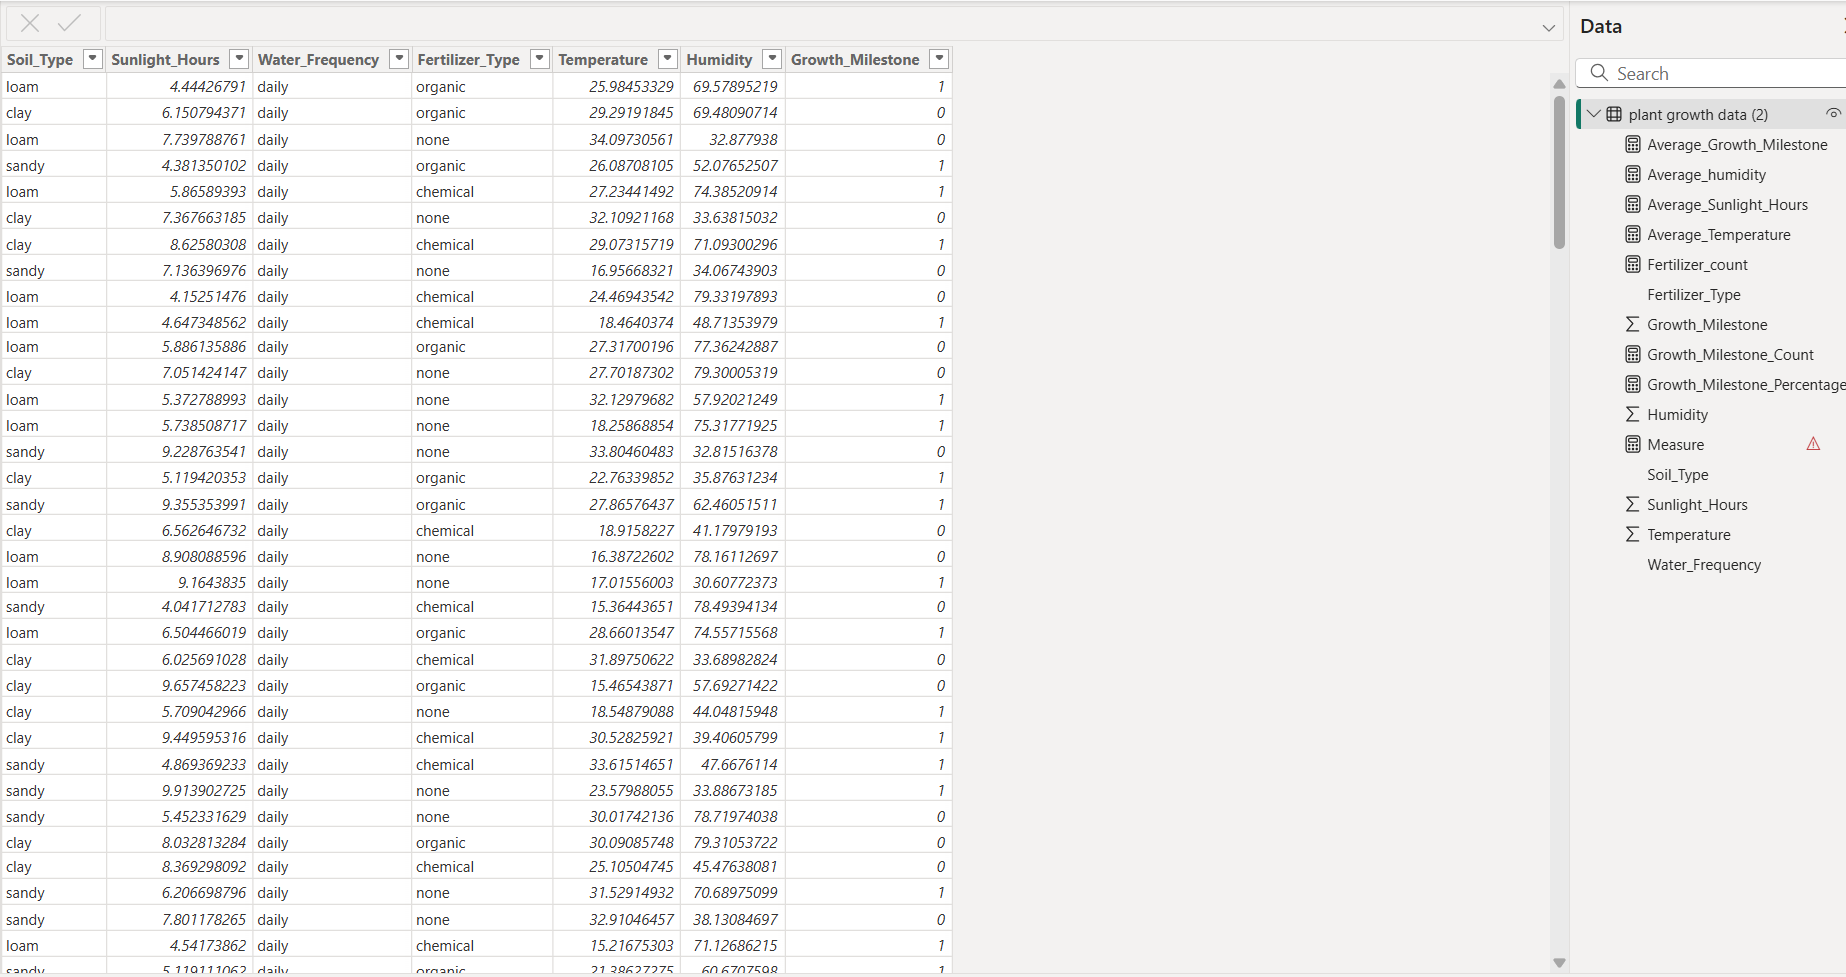 Soil_Type Sunlight_Hours Water_Frequency Fertilizer_Type Temperature Humidity Growth_Milestone
loam 4.44426791 daily organic 25.98453329 69.57895219 1
clay 6.150794371 daily organic 29.29191845 69.48090714 0
loam 7.739788761 daily none 34.09730561 32.877938 0
sandy 4.381350102 daily organic 26.08708105 52.07652507 1
loam 5.86589393 daily chemical 27.23441492 74.38520914 1
clay 7.367663185 daily none 32.10921168 33.63815032 0
clay 8.62580308 daily chemical 29.07315719 71.09300296 1
sandy 7.136396976 daily none 16.95668321 34.06743903 0
loam 4.15251476 daily chemical 24.46943542 79.33197893 0
loam 4.647348562 daily chemical 18.4640374 48.71353979 1
loam 5.886135886 daily organic 27.31700196 77.36242887 0
clay 7.051424147 daily none 27.70187302 79.30005319 0
loam 5.372788993 daily none 32.12979682 57.92021249 1
loam 5.738508717 daily none 18.25868854 75.31771925 1
sandy 9.228763541 daily none 33.80460483 32.81516378 0
clay 5.119420353 daily organic 22.76339852 35.87631234 1
sandy 9.355353991 daily organic 27.86576437 62.46051511 1
clay 6.562646732 daily chemical 18.9158227 41.17979193 0
loam 8.908088596 daily none 16.38722602 78.16112697 0
loam 9.1643835 daily none 17.01556003 30.60772373 1
sandy 4.041712783 daily chemical 15.36443651 78.49394134 0
loam 6.504466019 daily organic 28.66013547 74.55715568 1
clay 6.025691028 daily chemical 31.89750622 33.68982824 0
clay 9.657458223 daily organic 15.46543871 57.69271422 0
clay 5.709042966 daily none 18.54879088 44.04815948 1
clay 9.449595316 daily chemical 30.52825921 39.40605799 1
sandy 4.869369233 daily chemical 33.61514651 47.6676114 1
sandy 9.913902725 daily none 23.57988055 33.88673185 1
sandy 5.452331629 daily none 30.01742136 78.71974038 0
clay 8.032813284 daily organic 30.09085748 79.31053722 0
clay 8.369298092 daily chemical 25.10504745 45.47638081 0
sandy 6.206698796 daily none 31.52914932 70.68975099 1
sandy 7.801178265 daily none 32.91046457 38.13084697 0
loam 4.54173862 daily chemical 15.21675303 71.12686215 1
sandy 5.119111062 daily organic 21.38627275 60.6707598 1
Data
Search
plant growth data (2)
Average_Growth_Milestone
Average_humidity
Average_Sunlight_Hours
Average_Temperature
Fertilizer_count
Fertilizer_Type
Growth_Milestone
Growth_Milestone_Count
Growth_Milestone_Percentage
Humidity
Measure
Soil_Type
Sunlight_Hours
Temperature
Water_Frequency